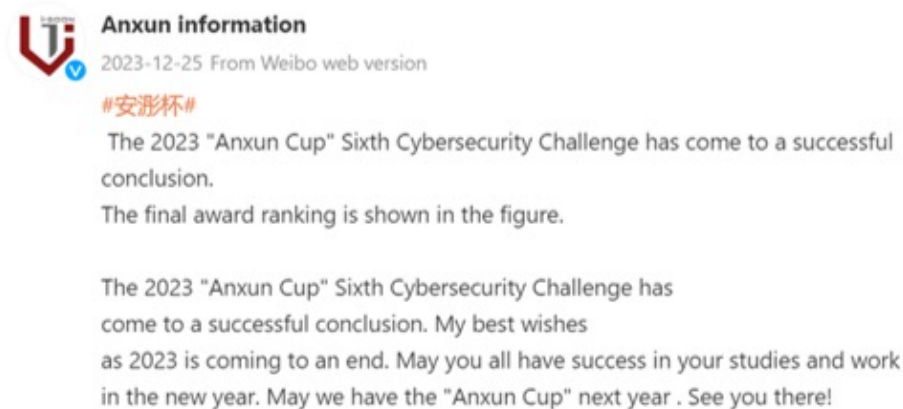 I-SOON
Anxun information
2023-12-25 From Weibo web version
#安洵杯#
The 2023 "Anxun Cup" Sixth Cybersecurity Challenge has come to a successful
conclusion.
The final award ranking is shown in the figure.
The 2023 "Anxun Cup" Sixth Cybersecurity Challenge has
come to a successful conclusion. My best wishes
as 2023 is coming to an end. May you all have success in your studies and work
in the new year. May we have the "Anxun Cup" next year . See you there!